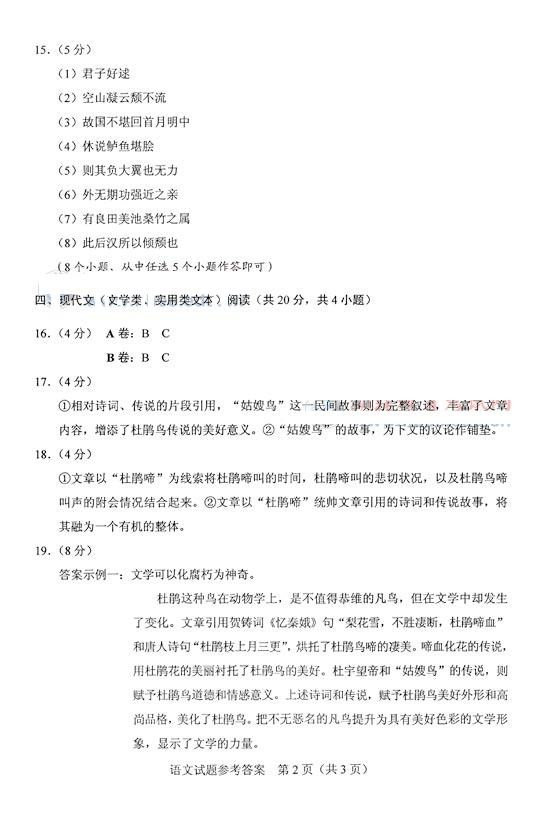 15.（5 分）
（1）君子好逑
（2）空山凝云颓不流
（3）故国不堪回首月明中
（4）休说鲈鱼堪脍
（5）则其负大翼也无力
（6）外无期功强近之亲
（7）有良田美池桑竹之属
（8）此后汉所以倾颓也
（8 个小题、从中任选 5 个小题作答即可）
四、现代文（文学类、实用类文本）阅读（共 20 分，共 4 小题）
16.（4 分） A 卷：B C
B 卷：B C
17.（4 分）
①相对诗词、传说的片段引用，“姑嫂鸟”这一民间故事则为完整叙述，丰富了文章
内容，增添了杜鹃鸟传说的美好意义。②“姑嫂鸟”的故事，为下文的议论作铺垫。
18.（4 分）
①文章以“杜鹃啼”为线索将杜鹃啼叫的时间，杜鹃啼叫的悲切状况，以及杜鹃鸟啼
叫声的附会情况结合起来。②文章以“杜鹃啼”统帅文章引用的诗词和传说故事，将
其融为一个有机的整体。
19.（8 分）
答案示例一：文学可以化腐朽为神奇。
杜鹃这种鸟在动物学上，是不值得恭维的凡鸟，但在文学中却发生
了变化。文章引用贺铸词《忆秦娥》句“梨花雪，不胜凄断，杜鹃啼血”
和唐人诗句“杜鹃枝上月三更”，烘托了杜鹃鸟啼的凄美。啼血化花的传说，
用杜鹃花的美丽衬托了杜鹃鸟的美好。杜宇望帝和“姑嫂鸟”的传说，则
赋予杜鹃鸟道德和情感意义。上述诗词和传说，赋予杜鹃鸟美好外形和高
尚品格，美化了杜鹃鸟。把不无恶名的凡鸟提升为具有美好色彩的文学形
象，显示了文学的力量。
语文试题参考答案 第 2 页（共 3 页）